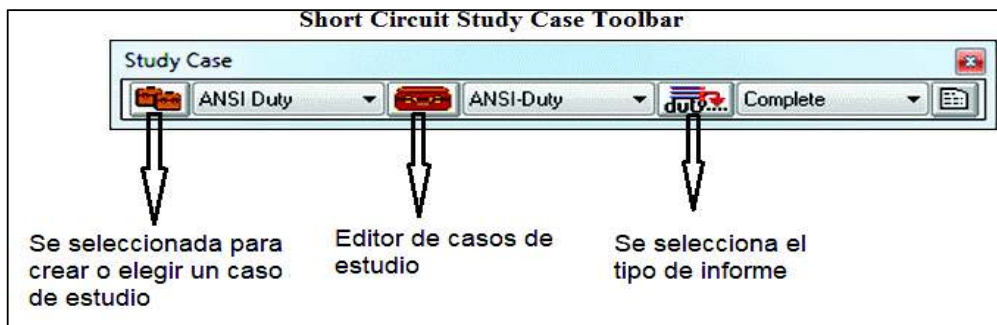 Short Circuit Study Case Toolbar
Study Case
ANSI Duty ANSI-Duty duty.... Complete
Se seleccionada para
crear o elegir un caso
de estudio
Editor de casos de
estudio
Se selecciona el
tipo de informe